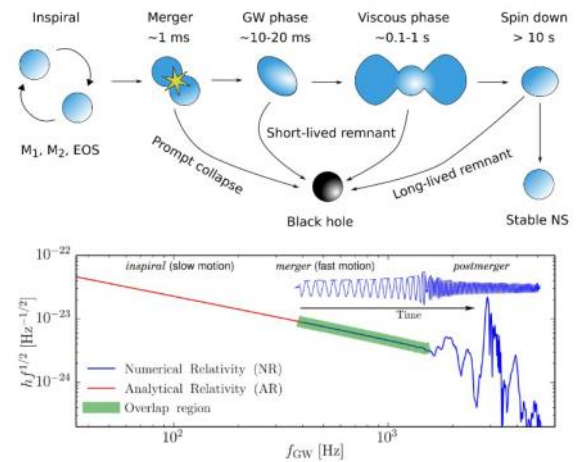 Inspiral
Merger
~1 ms
GW phase
~10-20 ms
Viscous phase
~0.1-1 s
Spin down
> 10 s
M1, M2, EOS
Prompt collapse
Short-lived remnant
Long-lived remnant
Black hole
Stable NS
10−22
10−23
10−24
hf^1/2 [Hz−1/2]
inspiral (slow motion)
merger (fast motion)
postmerger
Time
Numerical Relativity (NR)
Analytical Relativity (AR)
Overlap region
10^2
10^3
fGW [Hz]